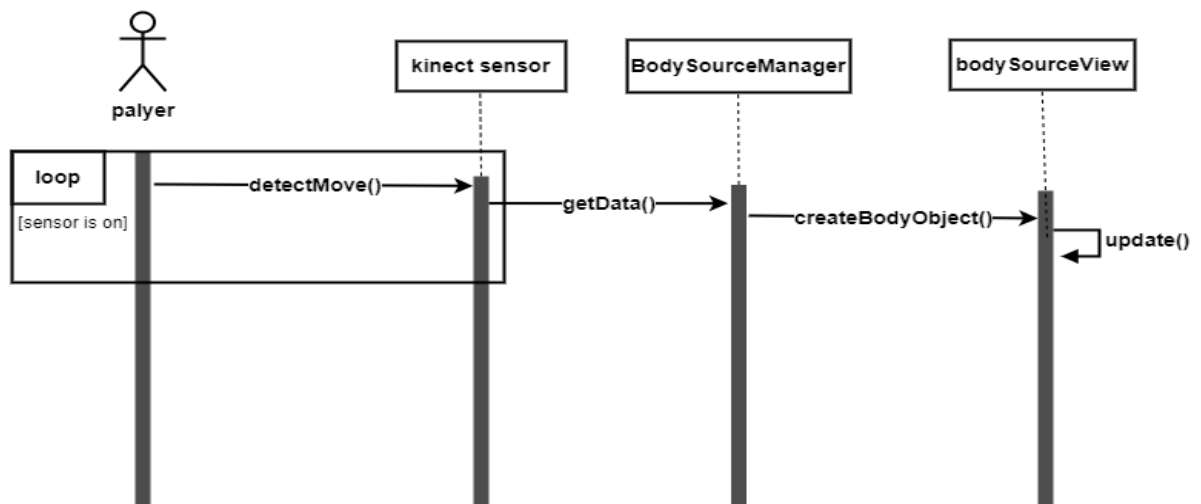 palyer
kinect sensor
BodySourceManager
bodySourceView
loop
[sensor is on]
detectMove()
getData()
createBodyObject()
update()